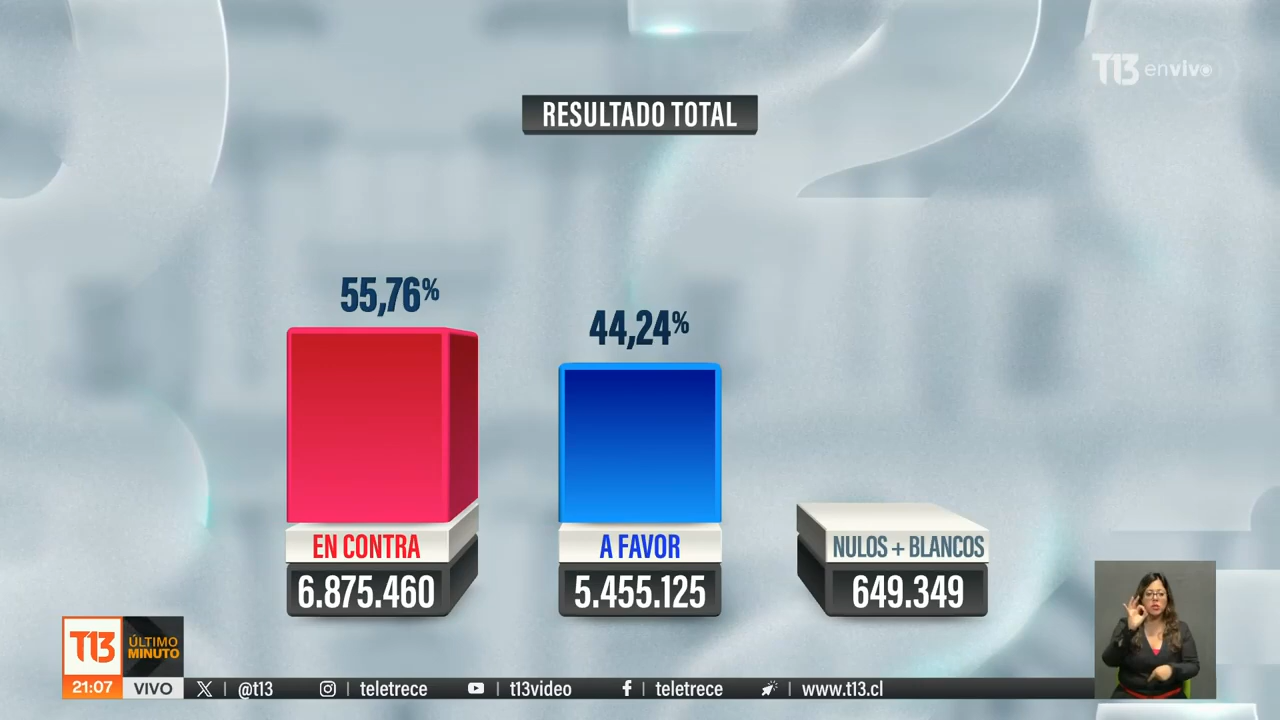 T13 envivo
RESULTADO TOTAL
55,76%
44,24%
EN CONTRA
A FAVOR
NULOS + BLANCOS
6.875.460
5.455.125
649.349
T13
ÚLTIMO
MINUTO
21:07 VIVO
@t13 | teletrece | t13video | teletrece | www.t13.cl